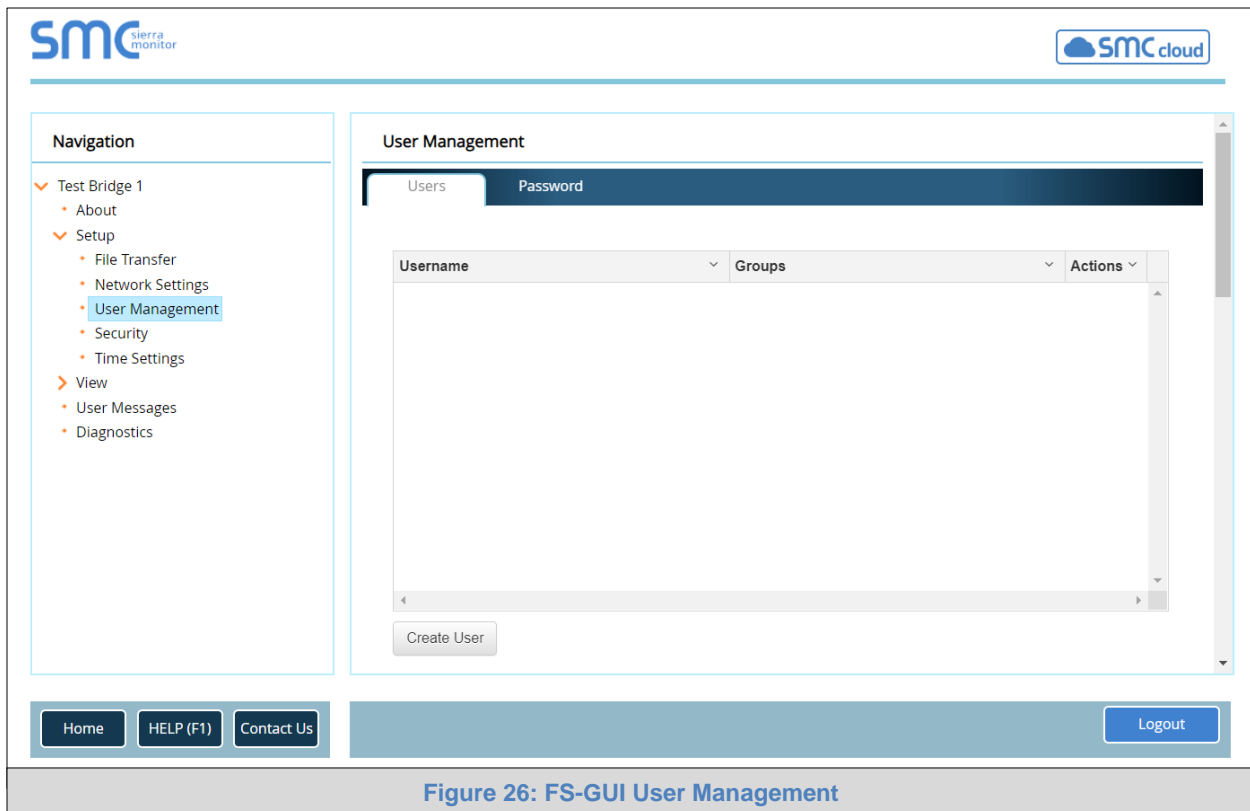 SMC sierra monitor
SMC cloud
Navigation
Test Bridge 1
About
Setup
File Transfer
Network Settings
User Management
Security
Time Settings
View
User Messages
Diagnostics
User Management
Users Password
Username Groups Actions
Create User
Home HELP (F1) Contact Us
Logout
Figure 26: FS-GUI User Management